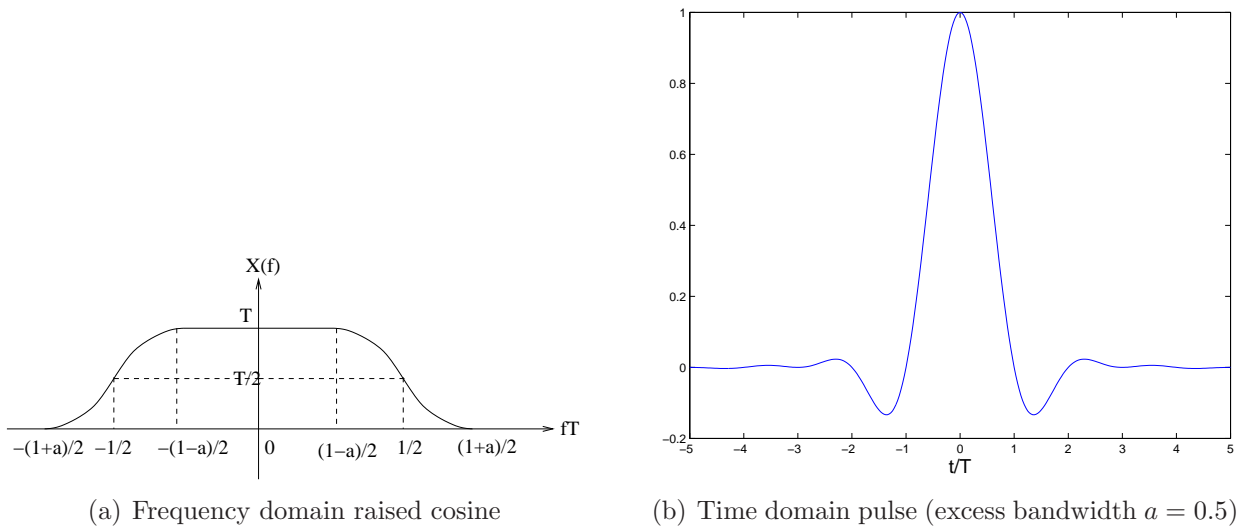 X(f)
T
T/2
fT
−(1+a)/2 −1/2 −(1−a)/2 0 (1−a)/2 1/2 (1+a)/2
(a) Frequency domain raised cosine
1
0.8
0.6
0.4
0.2
0
−0.2
−5 −4 −3 −2 −1 0 1 2 3 4 5
t/T
(b) Time domain pulse (excess bandwidth a = 0.5)